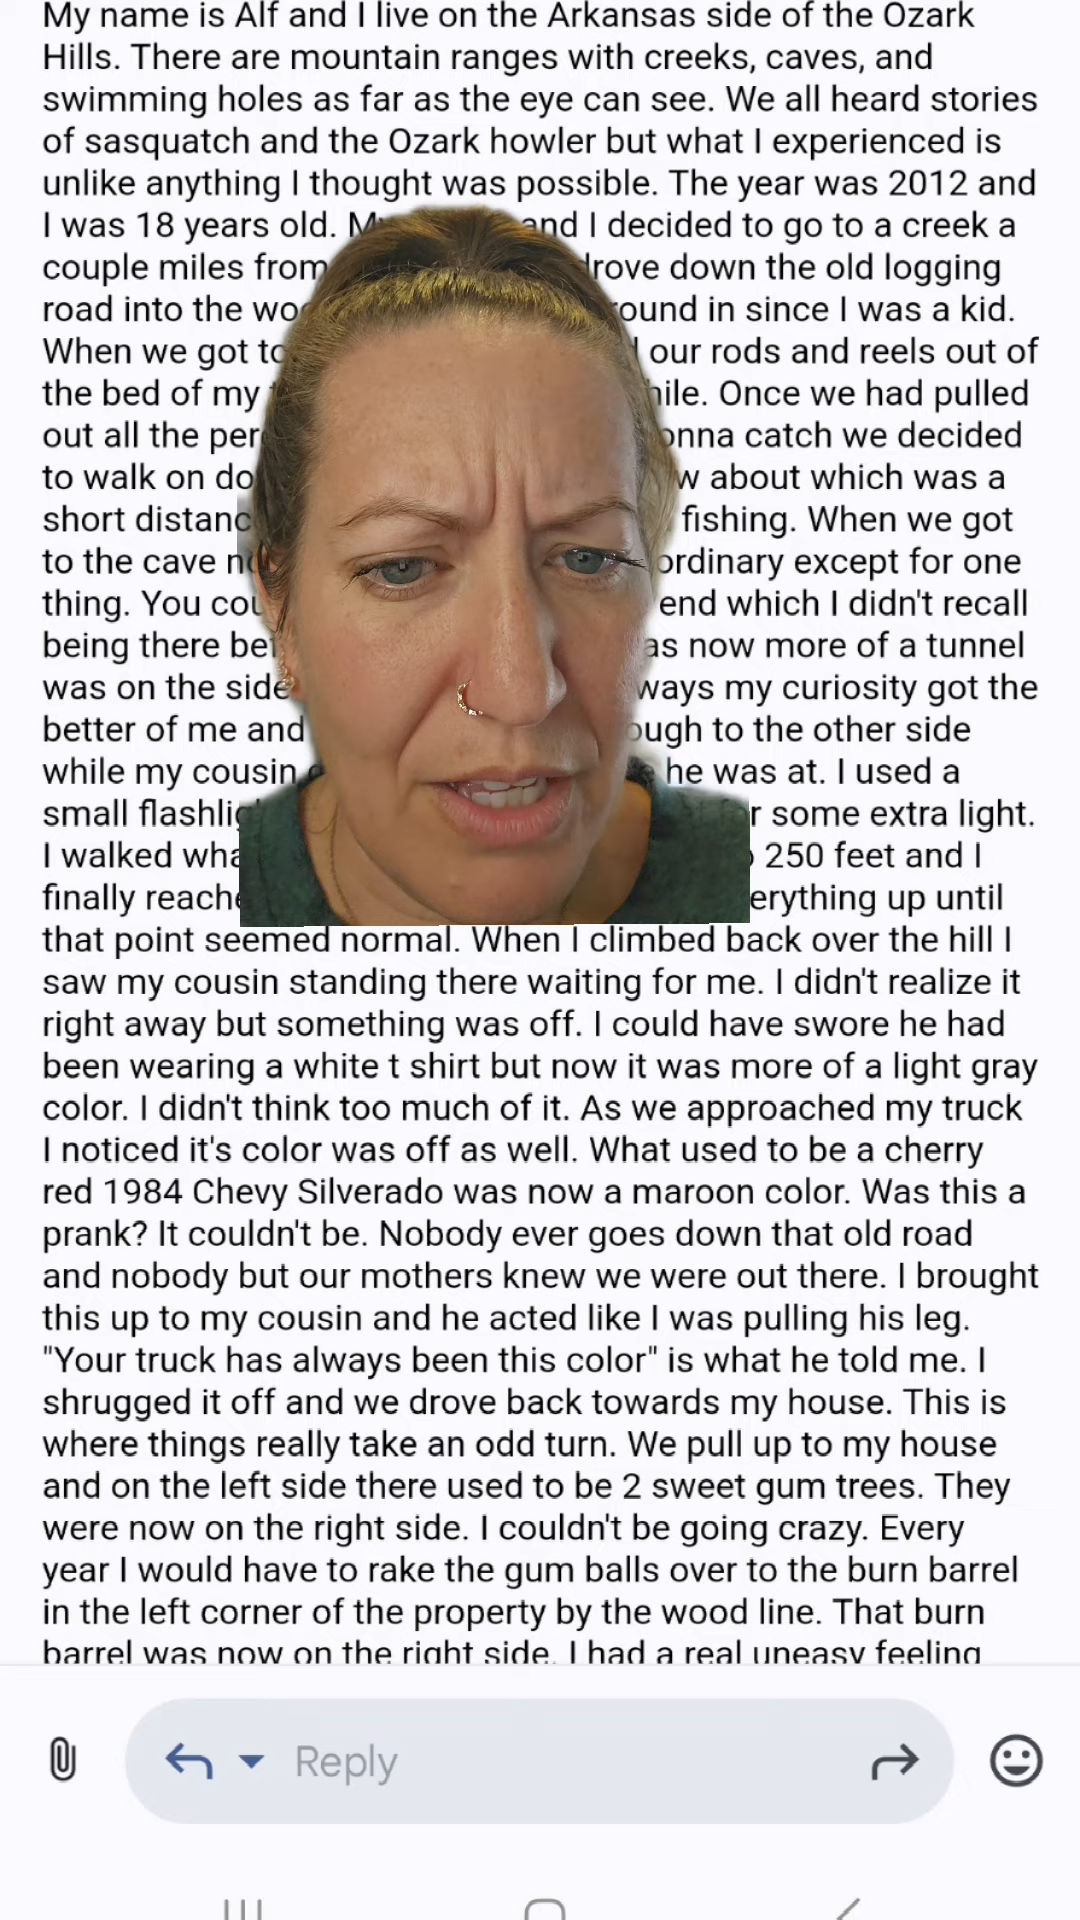 My name is Alf and I live on the Arkansas side of the Ozark
Hills. There are mountain ranges with creeks, caves, and
swimming holes as far as the eye can see. We all heard stories
of sasquatch and the Ozark howler but what I experienced is
unlike anything I thought was possible. The year was 2012 and
I was 18 years old. and I decided to go to a creek a
couple miles from down the old logging
road into the in since I was a kid.
When we got our rods and reels out of
the bed of my Once we had pulled
out all the catch we decided
to walk on about which was a
short fishing. When we got
to the cave except for one
thing. You end which I didn't recall
being there now more of a tunnel
was on the my curiosity got the
better of me and to the other side
while my cousin he was at. I used a
small some extra light.
I walked 250 feet and I
finally up until
that point seemed normal. When I climbed back over the hill I
saw my cousin standing there waiting for me. I didn't realize it
right away but something was off. I could have swore he had
been wearing a white t shirt but now it was more of a light gray
color. I didn't think too much of it. As we approached my truck
I noticed it's color was off as well. What used to be a cherry
red 1984 Chevy Silverado was now a maroon color. Was this a
prank? It couldn't be. Nobody ever goes down that old road
and nobody but our mothers knew we were out there. I brought
this up to my cousin and he acted like I was pulling his leg.
"Your truck has always been this color" is what he told me. I
shrugged it off and we drove back towards my house. This is
where things really take an odd turn. We pull up to my house
and on the left side there used to be 2 sweet gum trees. They
were now on the right side. I couldn't be going crazy. Every
year I would have to rake the gum balls over to the burn barrel
in the left corner of the property by the wood line. That burn
barrel was now on the right side. I had a real uneasy feeling
Reply